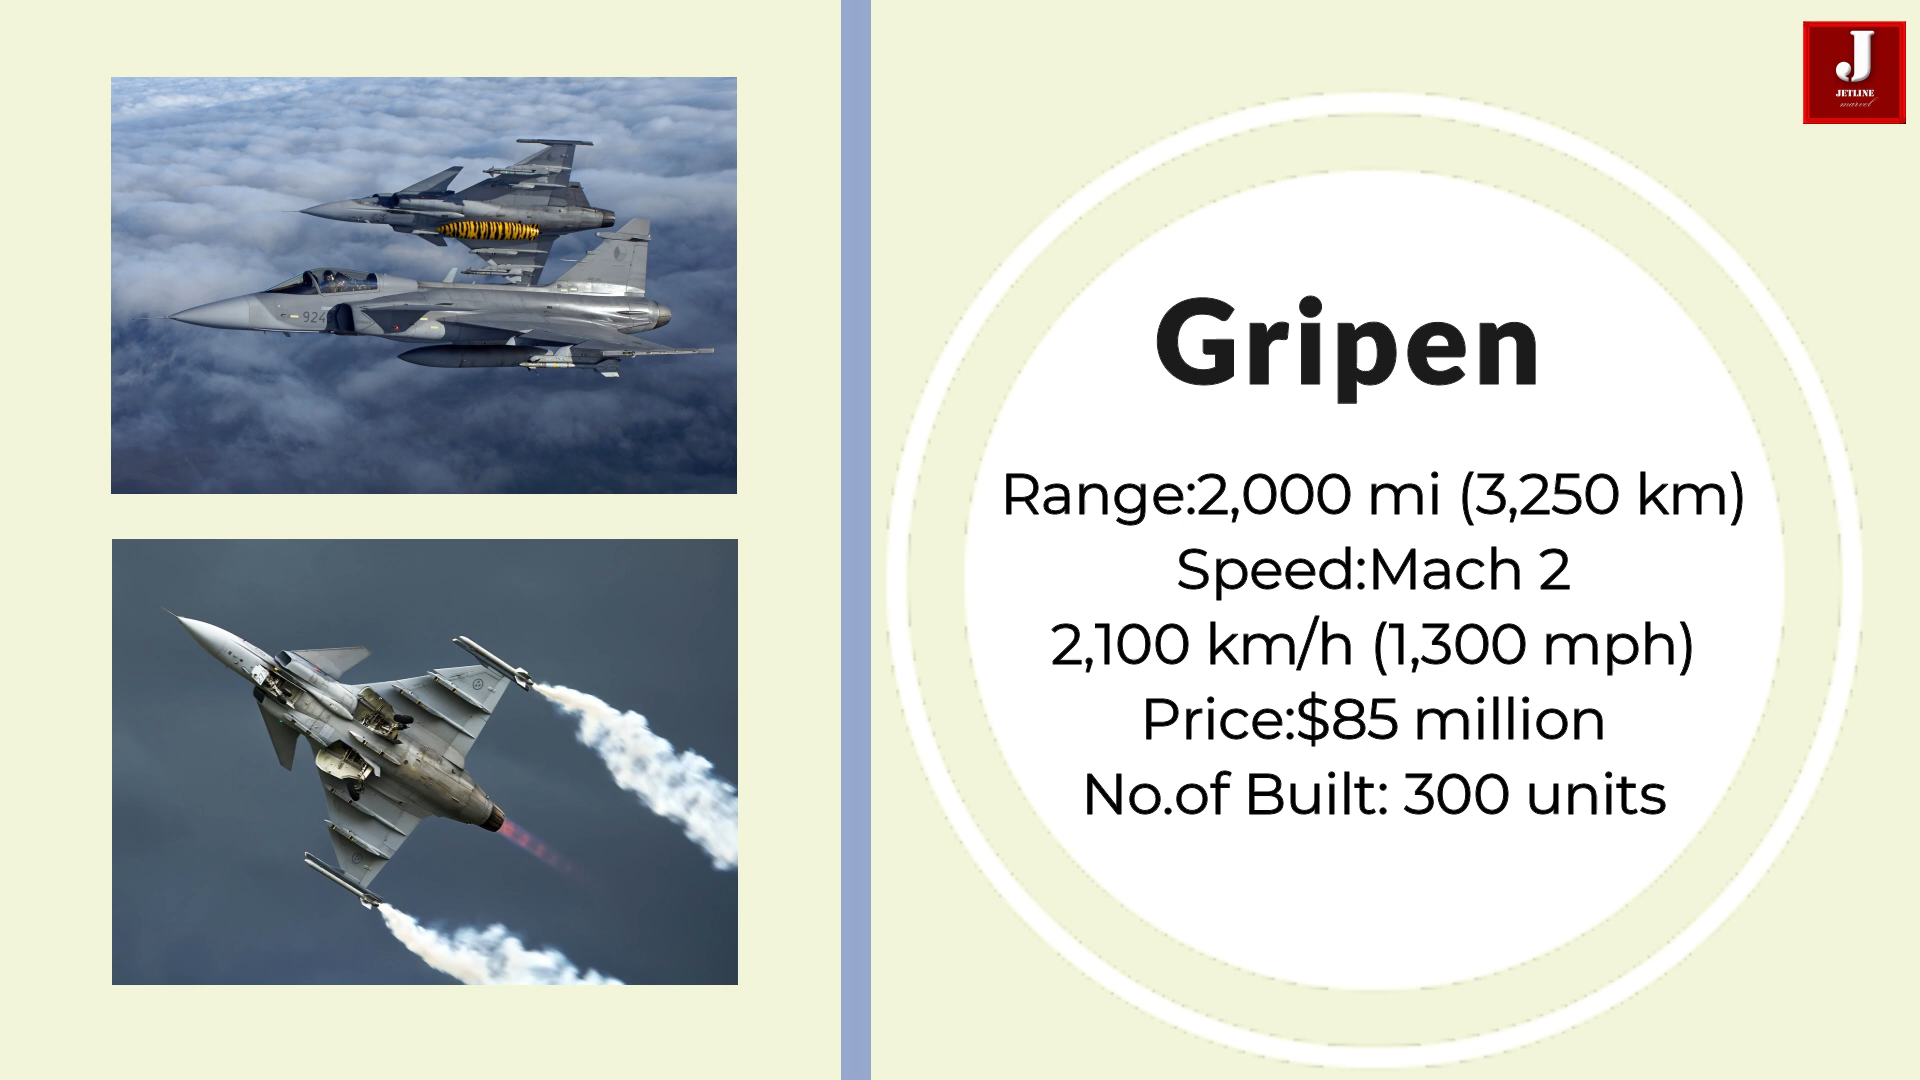 J
JETLINE
marvel
Gripen
Range:2,000 mi (3,250 km)
Speed:Mach 2
2,100 km/h (1,300 mph)
Price:$85 million
No.of Built: 300 units